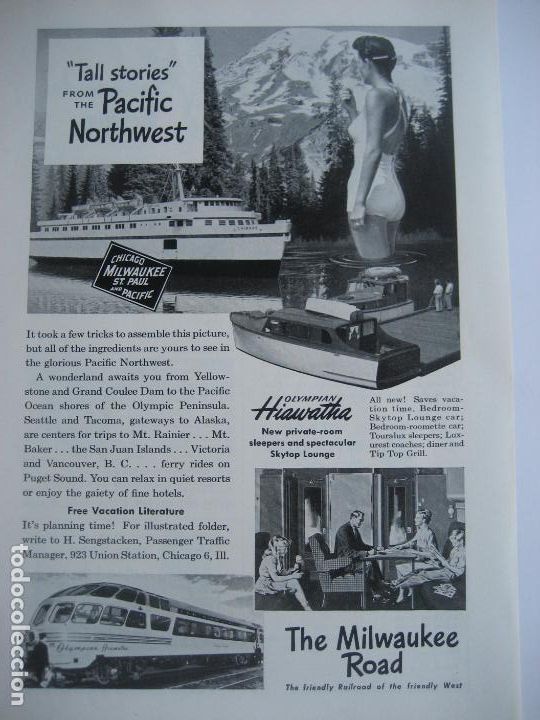 "Tall stories"
FROM THE Pacific
Northwest
CHINOOK
CHICAGO
MILWAUKEE
ST. PAUL
AND
PACIFIC
It took a few tricks to assemble this picture,
but all of the ingredients are yours to see in
the glorious Pacific Northwest.
A wonderland awaits you from Yellow-
stone and Grand Coulee Dam to the Pacific
Ocean shores of the Olympic Peninsula.
Seattle and Tacoma, gateways to Alaska,
are centers for trips to Mt. Rainier . . . Mt.
Baker . . . the San Juan Islands . . . Victoria
and Vancouver, B. C. . . . ferry rides on
Puget Sound. You can relax in quiet resorts
or enjoy the gaiety of fine hotels.
Free Vacation Literature
It's planning time! For illustrated folder,
write to H. Sengstacken, Passenger Traffic
Manager, 923 Union Station, Chicago 6, Ill.
OLYMPIAN
Hiawatha
New private-room
sleepers and spectacular
Skytop Lounge
All new! Saves vaca-
tion time. Bedroom-
Skytop Lounge car;
Bedroom-roomette car;
Touralux sleepers; Lux-
urest coaches; diner and
Tip Top Grill.
Olympian Hiawatha
The Milwaukee
Road
The friendly Railroad of the friendly West
todocoleccion